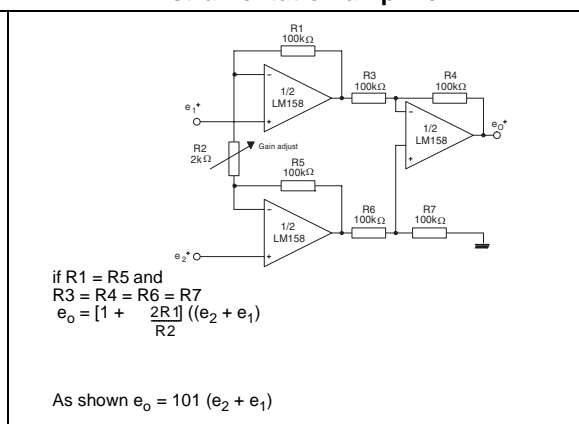 R1
100kΩ
R3
100kΩ
R4
100kΩ
1/2
LM158
e1+
eO+
1/2
LM158
R2
2kΩ
Gain adjust
R5
100kΩ
R6
100kΩ
R7
100kΩ
1/2
LM158
e2+
if R1 = R5 and
R3 = R4 = R6 = R7
eo = [1 + 2R1/R2] ((e2 + e1)
As shown eo = 101 (e2 + e1)